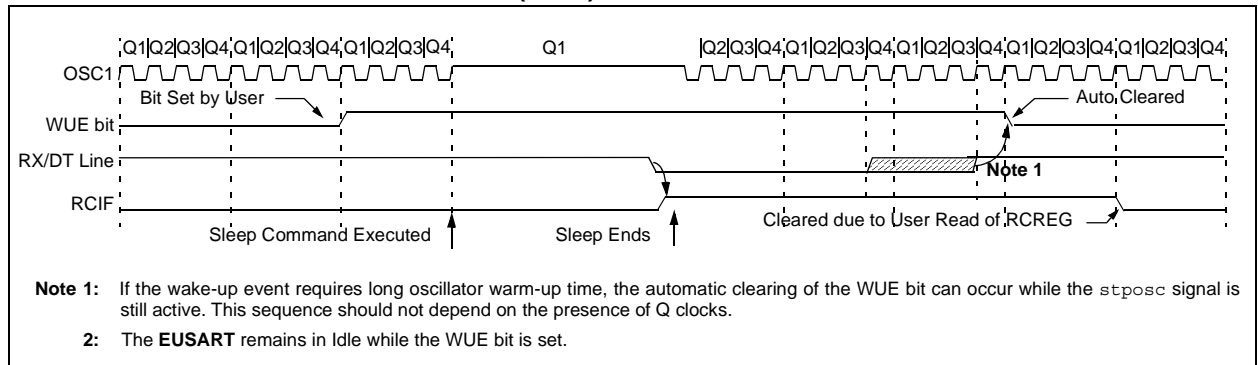 Q1|Q2|Q3|Q4|Q1|Q2|Q3|Q4|Q1|Q2|Q3|Q4 Q1 |Q2|Q3|Q4|Q1|Q2|Q3|Q4|Q1|Q2|Q3|Q4|Q1|Q2|Q3|Q4|Q1|Q2|Q3|Q4
OSC1
Bit Set by User Auto Cleared
WUE bit
RX/DT Line
Note 1
RCIF
Cleared due to User Read of RCREG
Sleep Command Executed Sleep Ends
Note 1: If the wake-up event requires long oscillator warm-up time, the automatic clearing of the WUE bit can occur while the stposc signal is
still active. This sequence should not depend on the presence of Q clocks.
2: The EUSART remains in Idle while the WUE bit is set.